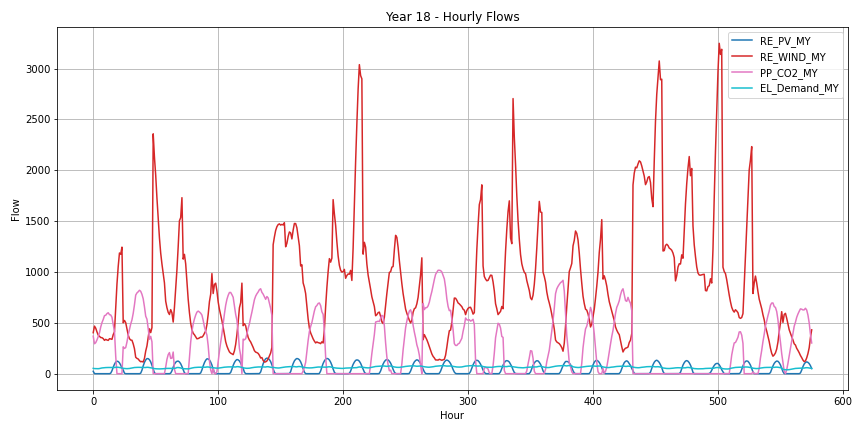 Year 18 - Hourly Flows
RE_PV_MY
RE_WIND_MY
PP_CO2_MY
EL_Demand_MY
3000
2500
2000
1500
1000
500
0
Flow
0 100 200 300 400 500 600
Hour